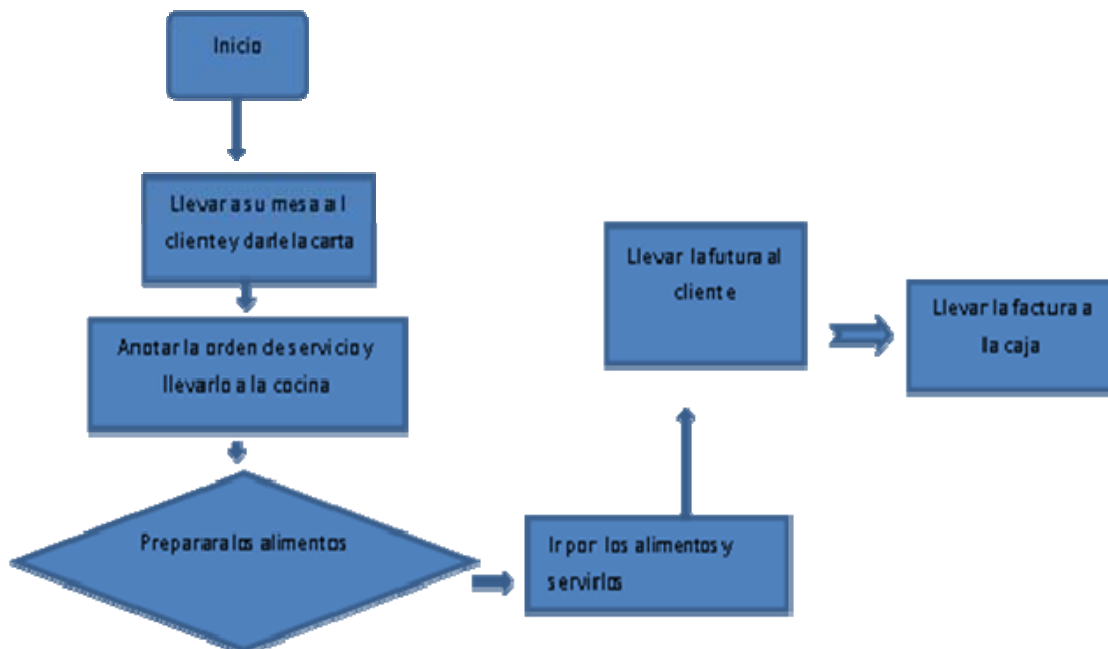 Inicio
Llevar a su mesa al
cliente y darle la carta
Anotar la orden de servicio y
llevarlo a la cocina
Preparara los alimentos
Ir por los alimentos y
servirlos
Llevar la futura al
cliente
Llevar la factura a
la caja